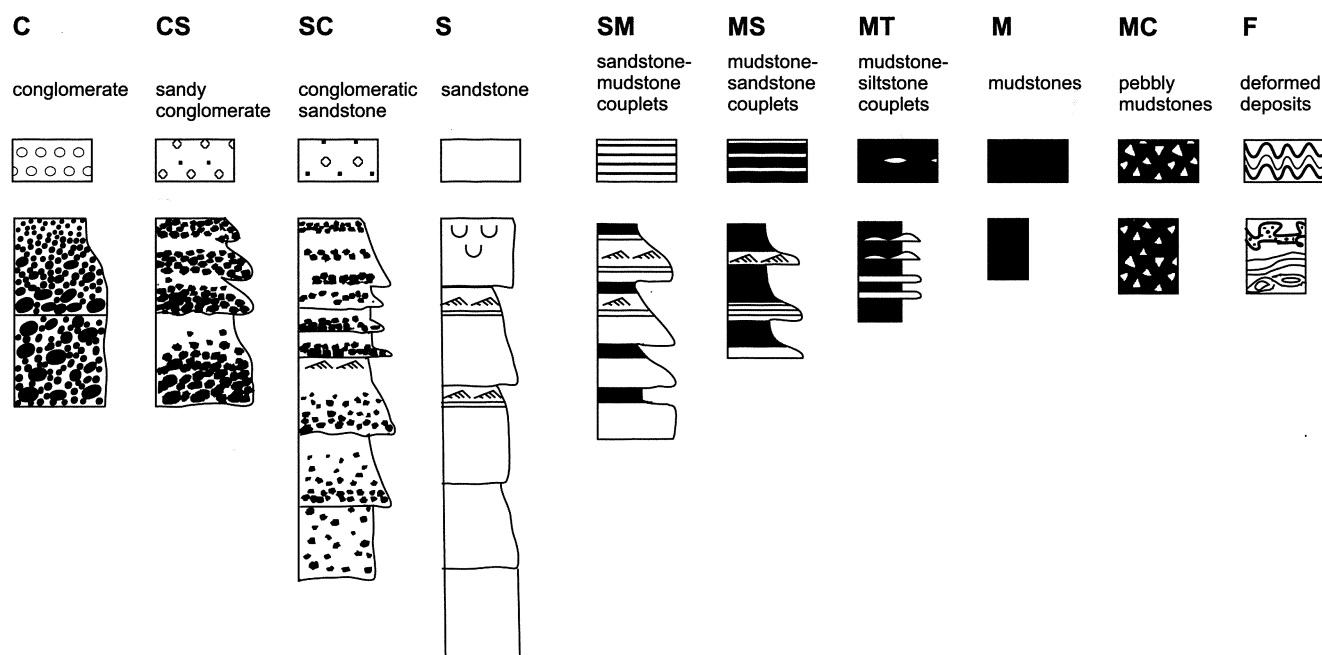 C
conglomerate
CS
sandy
conglomerate
SC
conglomeratic
sandstone
S
sandstone
SM
sandstone-
mudstone
couplets
MS
mudstone-
sandstone
couplets
MT
mudstone-
siltstone
couplets
M
mudstones
MC
pebbly
mudstones
F
deformed
deposits